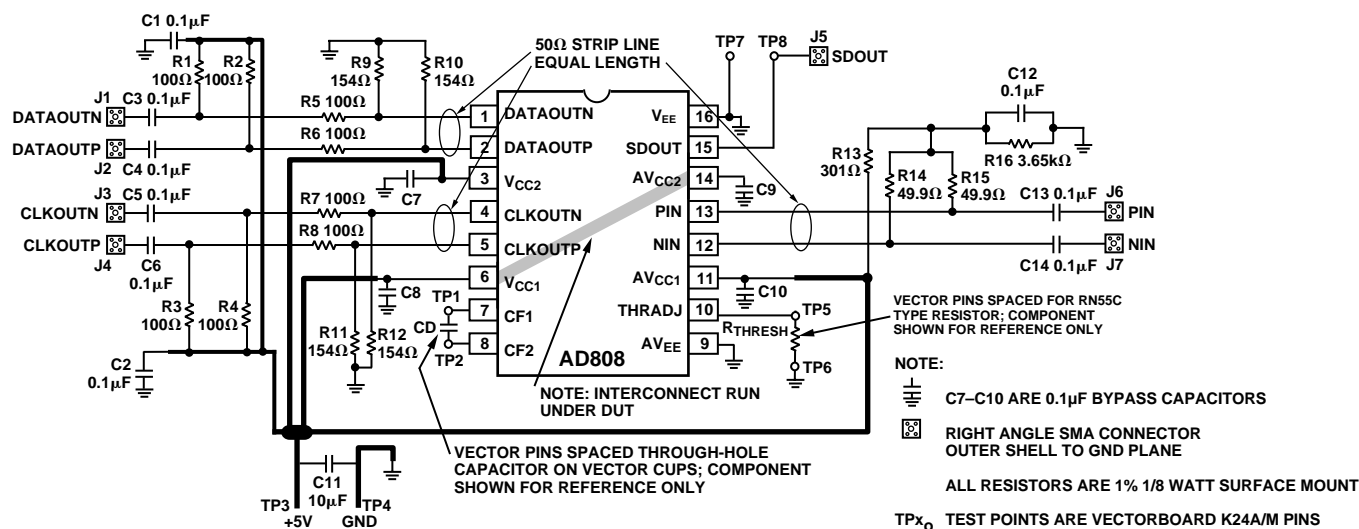 C1 0.1μF
R1
100Ω
R2
100Ω
R9
154Ω
R10
154Ω
50Ω STRIP LINE
EQUAL LENGTH
TP7
TP8
J5
SDOUT
C12
0.1μF
R16 3.65kΩ
J1
C3 0.1μF
DATAOUTN
R5 100Ω
R6 100Ω
DATAOUTP
J2
C4 0.1μF
J3
C5 0.1μF
CLKOUTN
R7 100Ω
R8 100Ω
CLKOUTP
J4
C6
0.1μF
C7
C8
R3
100Ω
R4
100Ω
R11
154Ω
R12
154Ω
C2
0.1μF
TP1
CD
TP2
1
DATAOUTN
2
DATAOUTP
3
VCC2
4
CLKOUTN
5
CLKOUTP
6
VCC1
7
CF1
8
CF2
VEE
16
SDOUT
15
AVCC2
14
PIN
13
NIN
12
AVCC1
11
THRADJ
10
AVEE
9
AD808
C9
C10
R13
301Ω
R14
49.9Ω
R15
49.9Ω
C13 0.1μF
J6
PIN
NIN
C14 0.1μF
J7
TP5
RTHRESH
TP6
VECTOR PINS SPACED FOR RN55C
TYPE RESISTOR; COMPONENT
SHOWN FOR REFERENCE ONLY
NOTE: INTERCONNECT RUN
UNDER DUT
VECTOR PINS SPACED THROUGH-HOLE
CAPACITOR ON VECTOR CUPS; COMPONENT
SHOWN FOR REFERENCE ONLY
C11
10μF
TP3
+5V
TP4
GND
NOTE:
C7–C10 ARE 0.1μF BYPASS CAPACITORS
RIGHT ANGLE SMA CONNECTOR
OUTER SHELL TO GND PLANE
ALL RESISTORS ARE 1% 1/8 WATT SURFACE MOUNT
TPx TEST POINTS ARE VECTORBOARD K24A/M PINS